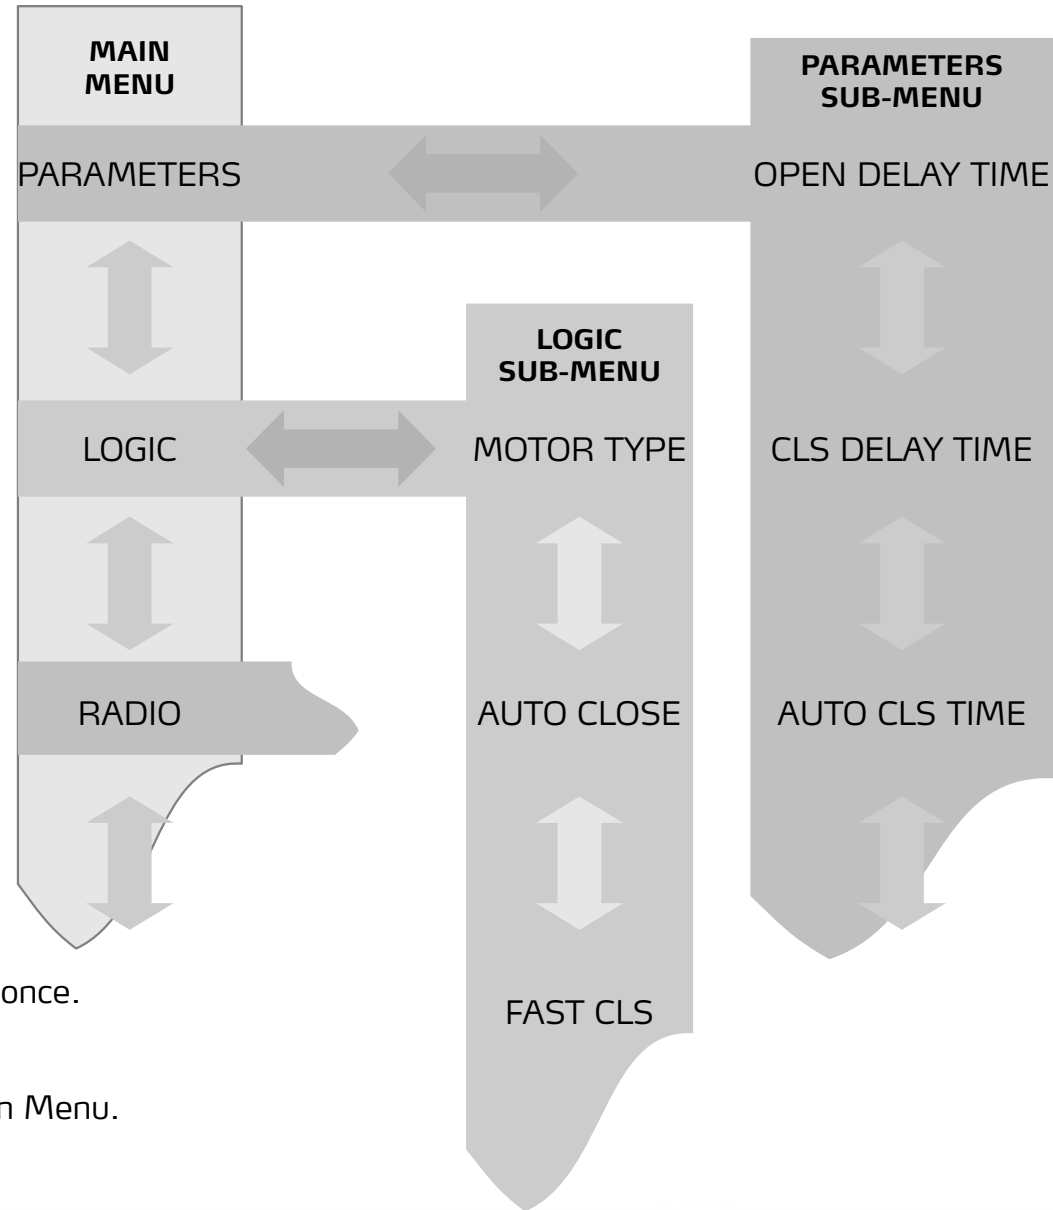 MAIN
MENU
PARAMETERS
SUB-MENU
PARAMETERS
OPEN DELAY TIME
LOGIC
SUB-MENU
LOGIC
MOTOR TYPE
CLS DELAY TIME
RADIO
AUTO CLOSE
AUTO CLS TIME
once.
FAST CLS
n Menu.